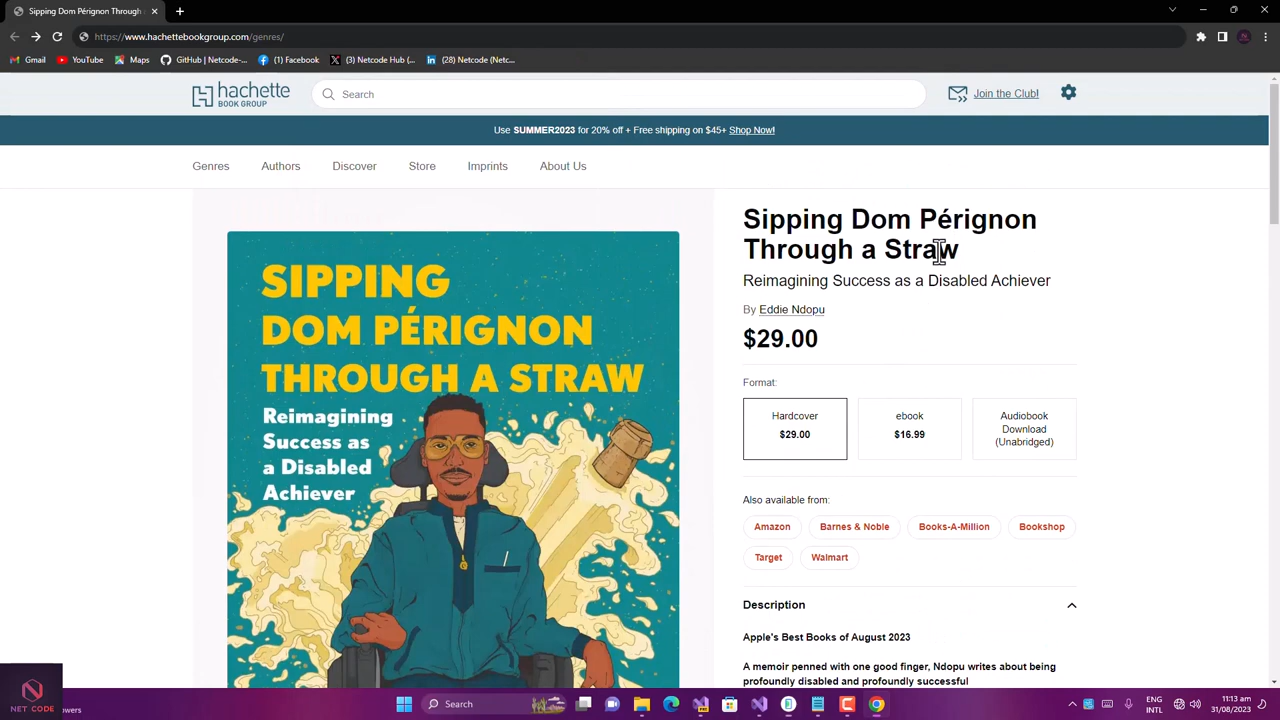 Sipping Dom Pérignon Through
https://www.hachettebookgroup.com/genres/
Gmail YouTube Maps GitHub | Netcode-... (1) Facebook (3) Netcode Hub (... (28) Netcode (Netc...
hachette
BOOK GROUP
Search
Join the Club!
Use SUMMER2023 for 20% off + Free shipping on $45+ Shop Now!
Genres Authors Discover Store Imprints About Us
SIPPING
DOM PÉRIGNON
THROUGH A STRAW
Reimagining
Success as
a Disabled
Achiever
Sipping Dom Pérignon
Through a Straw
Reimagining Success as a Disabled Achiever
By Eddie Ndopu
$29.00
Format:
Hardcover
$29.00
ebook
$16.99
Audiobook
Download
(Unabridged)
Also available from:
Amazon Barnes & Noble Books-A-Million Bookshop
Target Walmart
Description
Apple's Best Books of August 2023
A memoir penned with one good finger, Ndopu writes about being
profoundly disabled and profoundly successful
NET CODE
owers
Search
ENG
INTL
11:13 am
31/08/2023